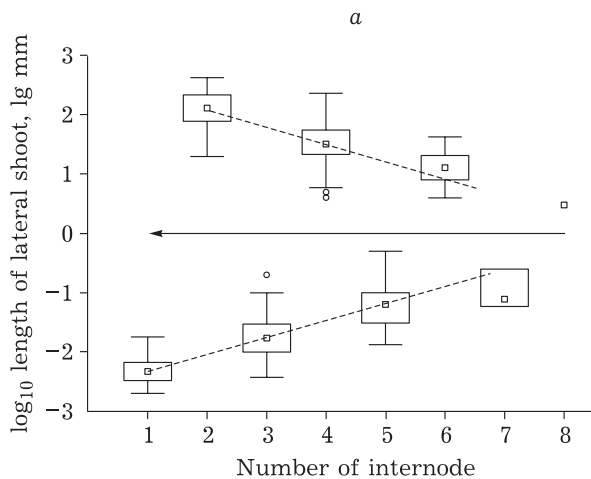 a
log₁₀ length of lateral shoot, lg mm
3
2
1
0
−1
−2
−3
1 2 3 4 5 6 7 8
Number of internode